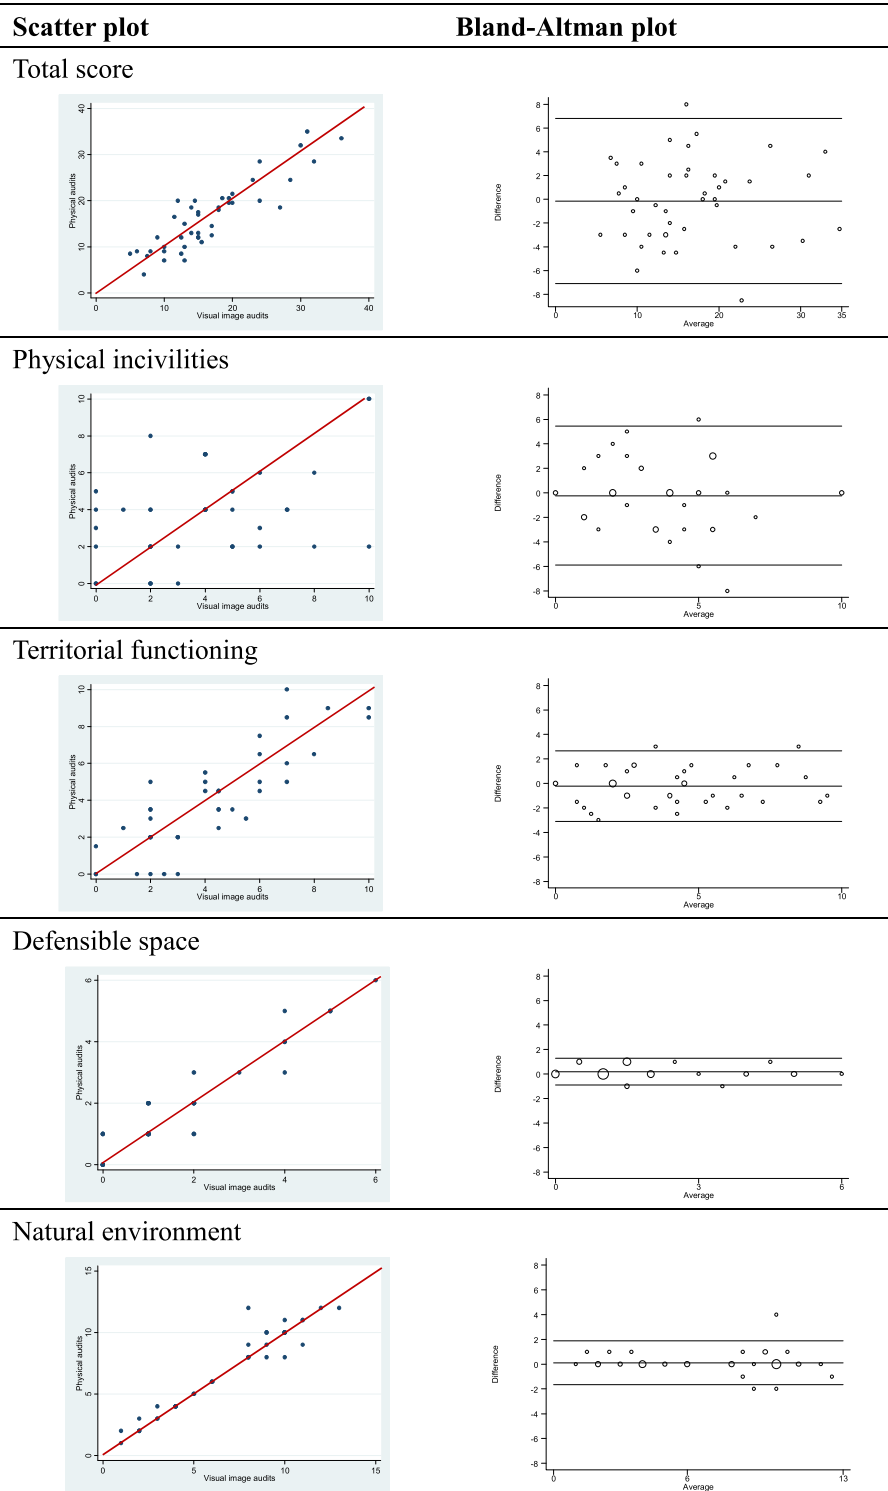 Scatter plot
Bland-Altman plot
Total score
Physical audits
40
30
20
10
0
0 10 20 30 40
Visual image audits
Difference
8
6
4
2
0
-2
-4
-6
-8
0 10 20 30 35
Average
Physical incivilities
Physical audits
10
8
6
4
2
0
0 2 4 6 8 10
Visual image audits
Difference
8
6
4
2
0
-2
-4
-6
-8
0 5 10
Average
Territorial functioning
Physical audits
10
8
6
4
2
0
0 2 4 6 8 10
Visual image audits
Difference
8
6
4
2
0
-2
-4
-6
-8
0 5 10
Average
Defensible space
Physical audits
6
4
2
0
0 2 4 6
Visual image audits
Difference
8
6
4
2
0
-2
-4
-6
-8
0 3 6
Average
Natural environment
Physical audits
15
10
5
0
0 5 10 15
Visual image audits
Difference
8
6
4
2
0
-2
-4
-6
-8
0 6 13
Average